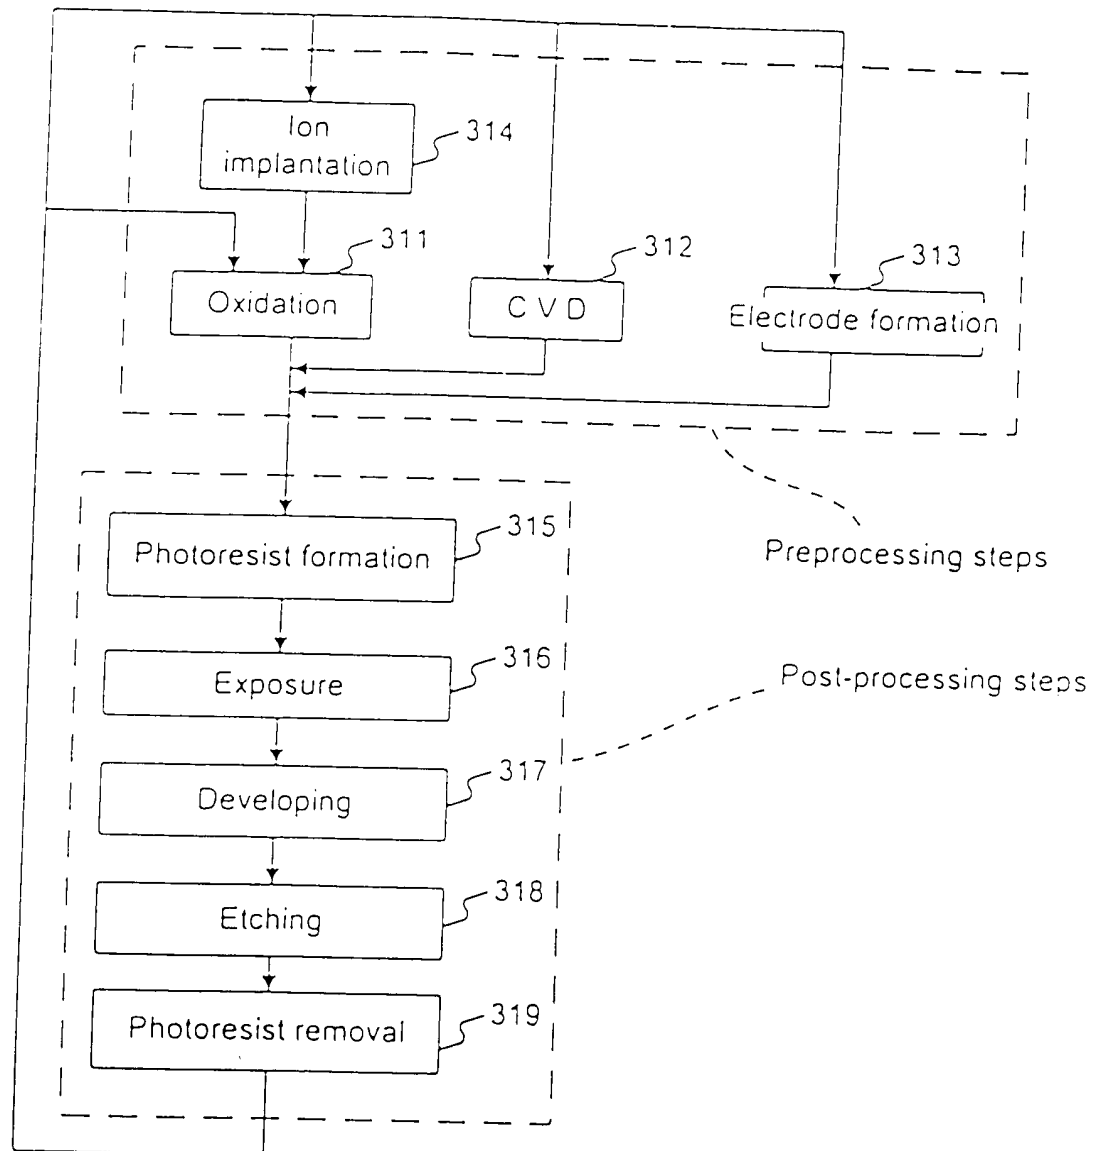 Ion
implantation
314
311
Oxidation
312
CVD
313
Electrode formation
Preprocessing steps
315
Photoresist formation
316
Exposure
Post-processing steps
317
Developing
318
Etching
319
Photoresist removal